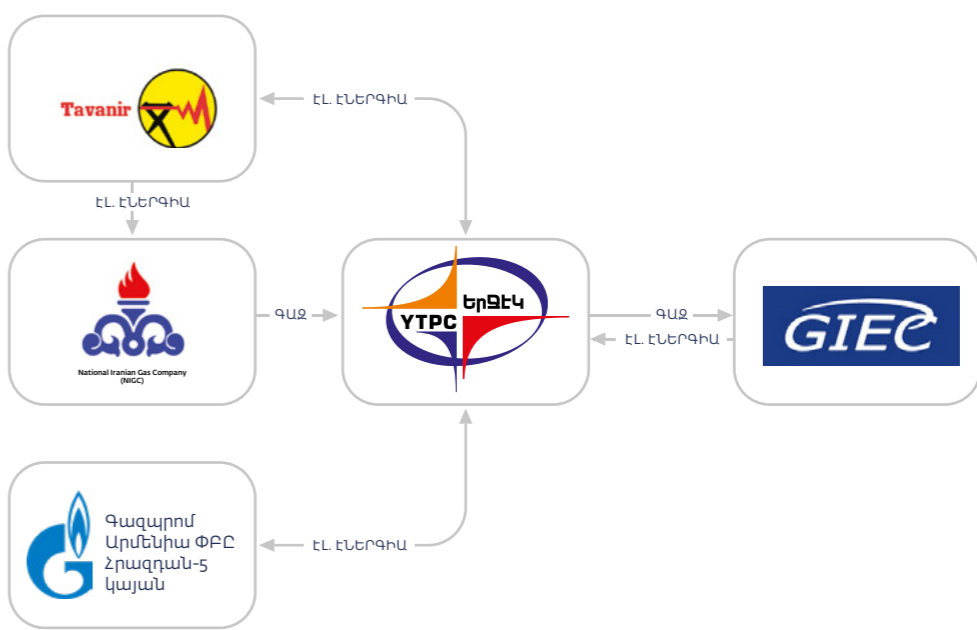 Tavanir
ԷԼ. ԷՆԵՐԳԻԱ
ԷԼ. ԷՆԵՐԳԻԱ
National Iranian Gas Company
(NIGC)
ԳԱԶ
ԵրՋԷԿ
YTPC
ԳԱԶ
ԷԼ. ԷՆԵՐԳԻԱ
GIEC
Գազպրոմ
Արմենիա ՓԲԸ
Հրազդան-5
կայան
ԷԼ. ԷՆԵՐԳԻԱ